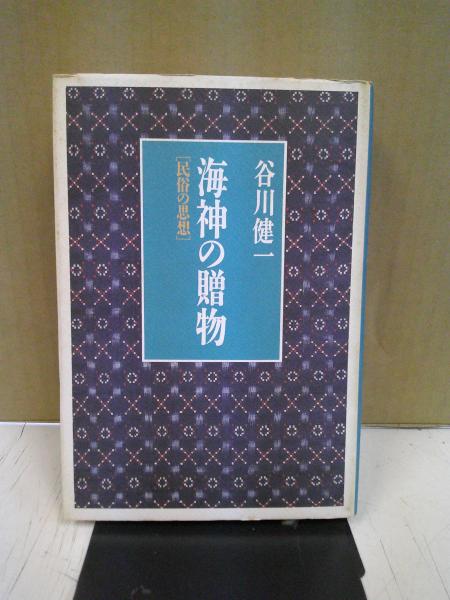 谷川健一
海神の贈物
［民俗の思想］